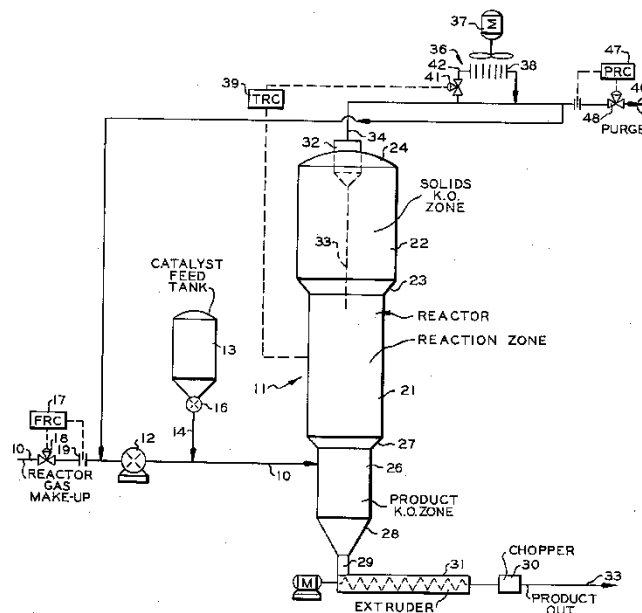 37
M
36
47
PRC
42
38
39
TRC
41
48
PURGE
34
32
24
SOLIDS
K.O.
ZONE
33
22
23
CATALYST
FEED
TANK
13
REACTOR
REACTION ZONE
11
16
21
17
FRC
14
18
12
27
10
19
10
26
REACTOR
GAS
MAKE-UP
PRODUCT
K.O. ZONE
28
29
31
CHOPPER
30
33
M
EXTRUDER
PRODUCT
OUT